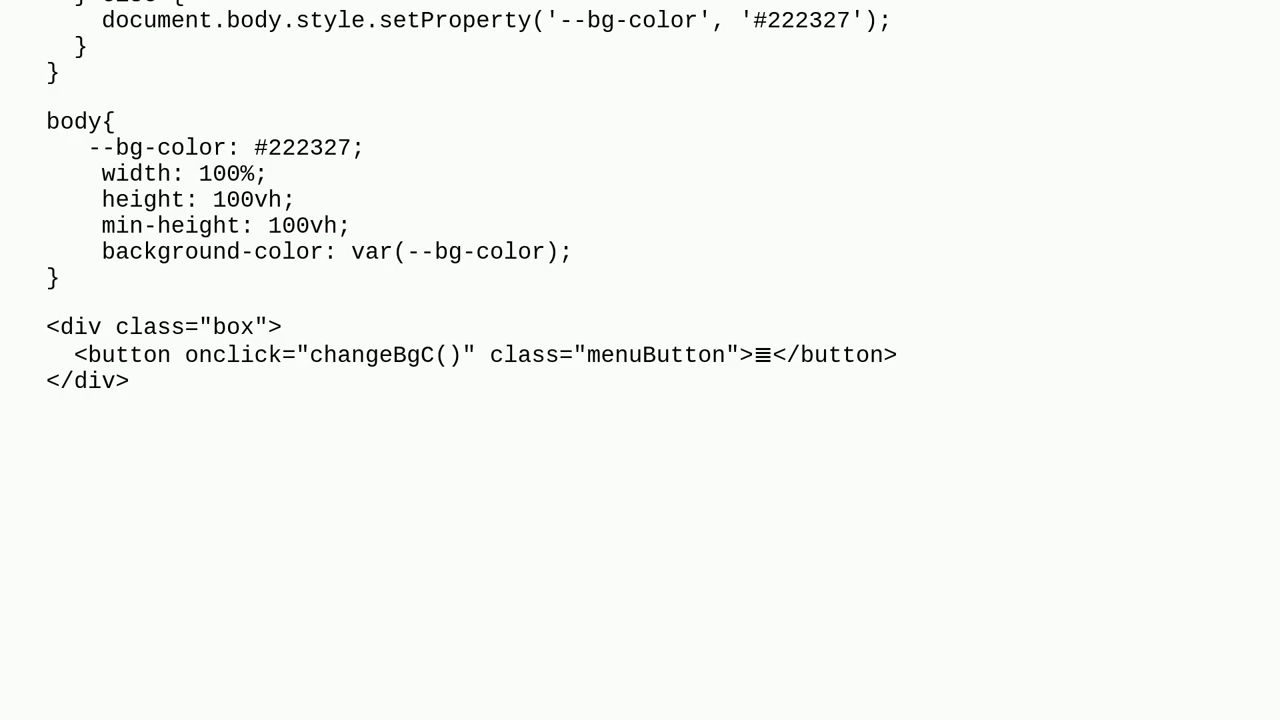 } else {
document.body.style.setProperty('--bg-color', '#222327');
}
}
body{
--bg-color: #222327;
width: 100%;
height: 100vh;
min-height: 100vh;
background-color: var(--bg-color);
}
<div class="box">
<button onclick="changeBgC()" class="menuButton">≣</button>
</div>